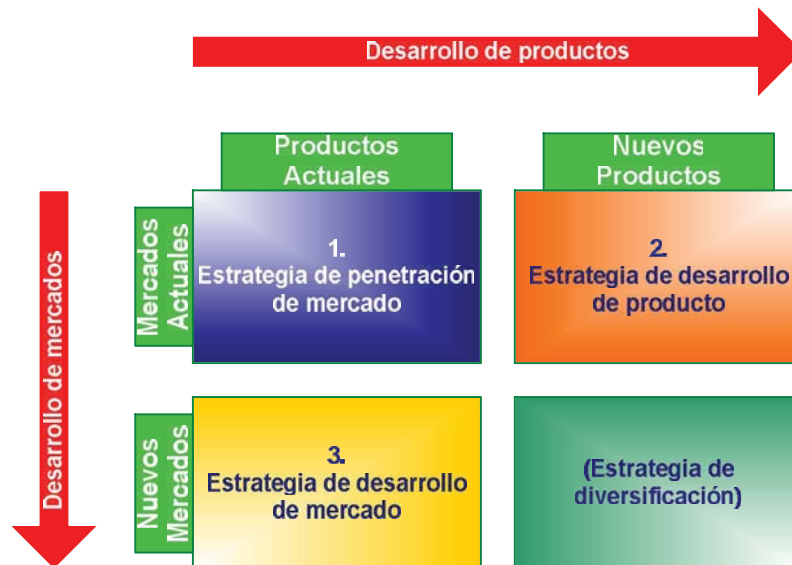 Desarrollo de productos
Productos
Actuales
Nuevos
Productos
Desarrollo de mercados
Mercados
Actuales
1.
Estrategia de penetración
de mercado
2.
Estrategia de desarrollo
de producto
Nuevos
Mercados
3.
Estrategia de desarrollo
de mercado
(Estrategia de
diversificación)